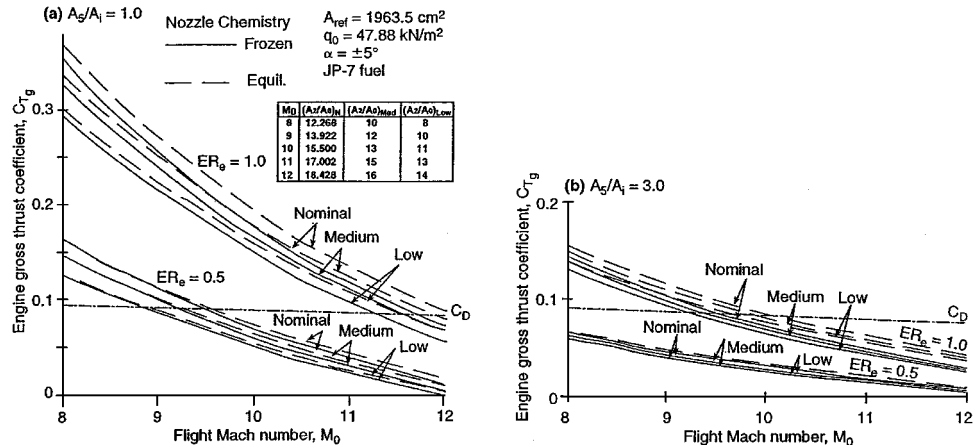 (a) A5/Ai = 1.0
Nozzle Chemistry
Frozen
Equil.
Aref = 1963.5 cm²
q0 = 47.88 kN/m²
α = ±5°
JP-7 fuel
M0 (A2/A0)N (A2/A0)Med (A2/A0)Low
8 12.268 10 8
9 13.922 12 10
10 15.500 13 11
11 17.002 15 13
12 18.428 16 14
Engine gross thrust coefficient, CTg
0.3
0.2
0.1
0
ERe = 1.0
Nominal
Medium
Low
ERe = 0.5
CD
Nominal
Medium
Low
8 9 10 11 12
Flight Mach number, M0
(b) A5/Ai = 3.0
Engine gross thrust coefficient, CTg
0.2
0.1
0
Nominal
Medium
Low
CD
ERe = 1.0
Nominal
Medium
Low
ERe = 0.5
8 9 10 11 12
Flight Mach number, M0